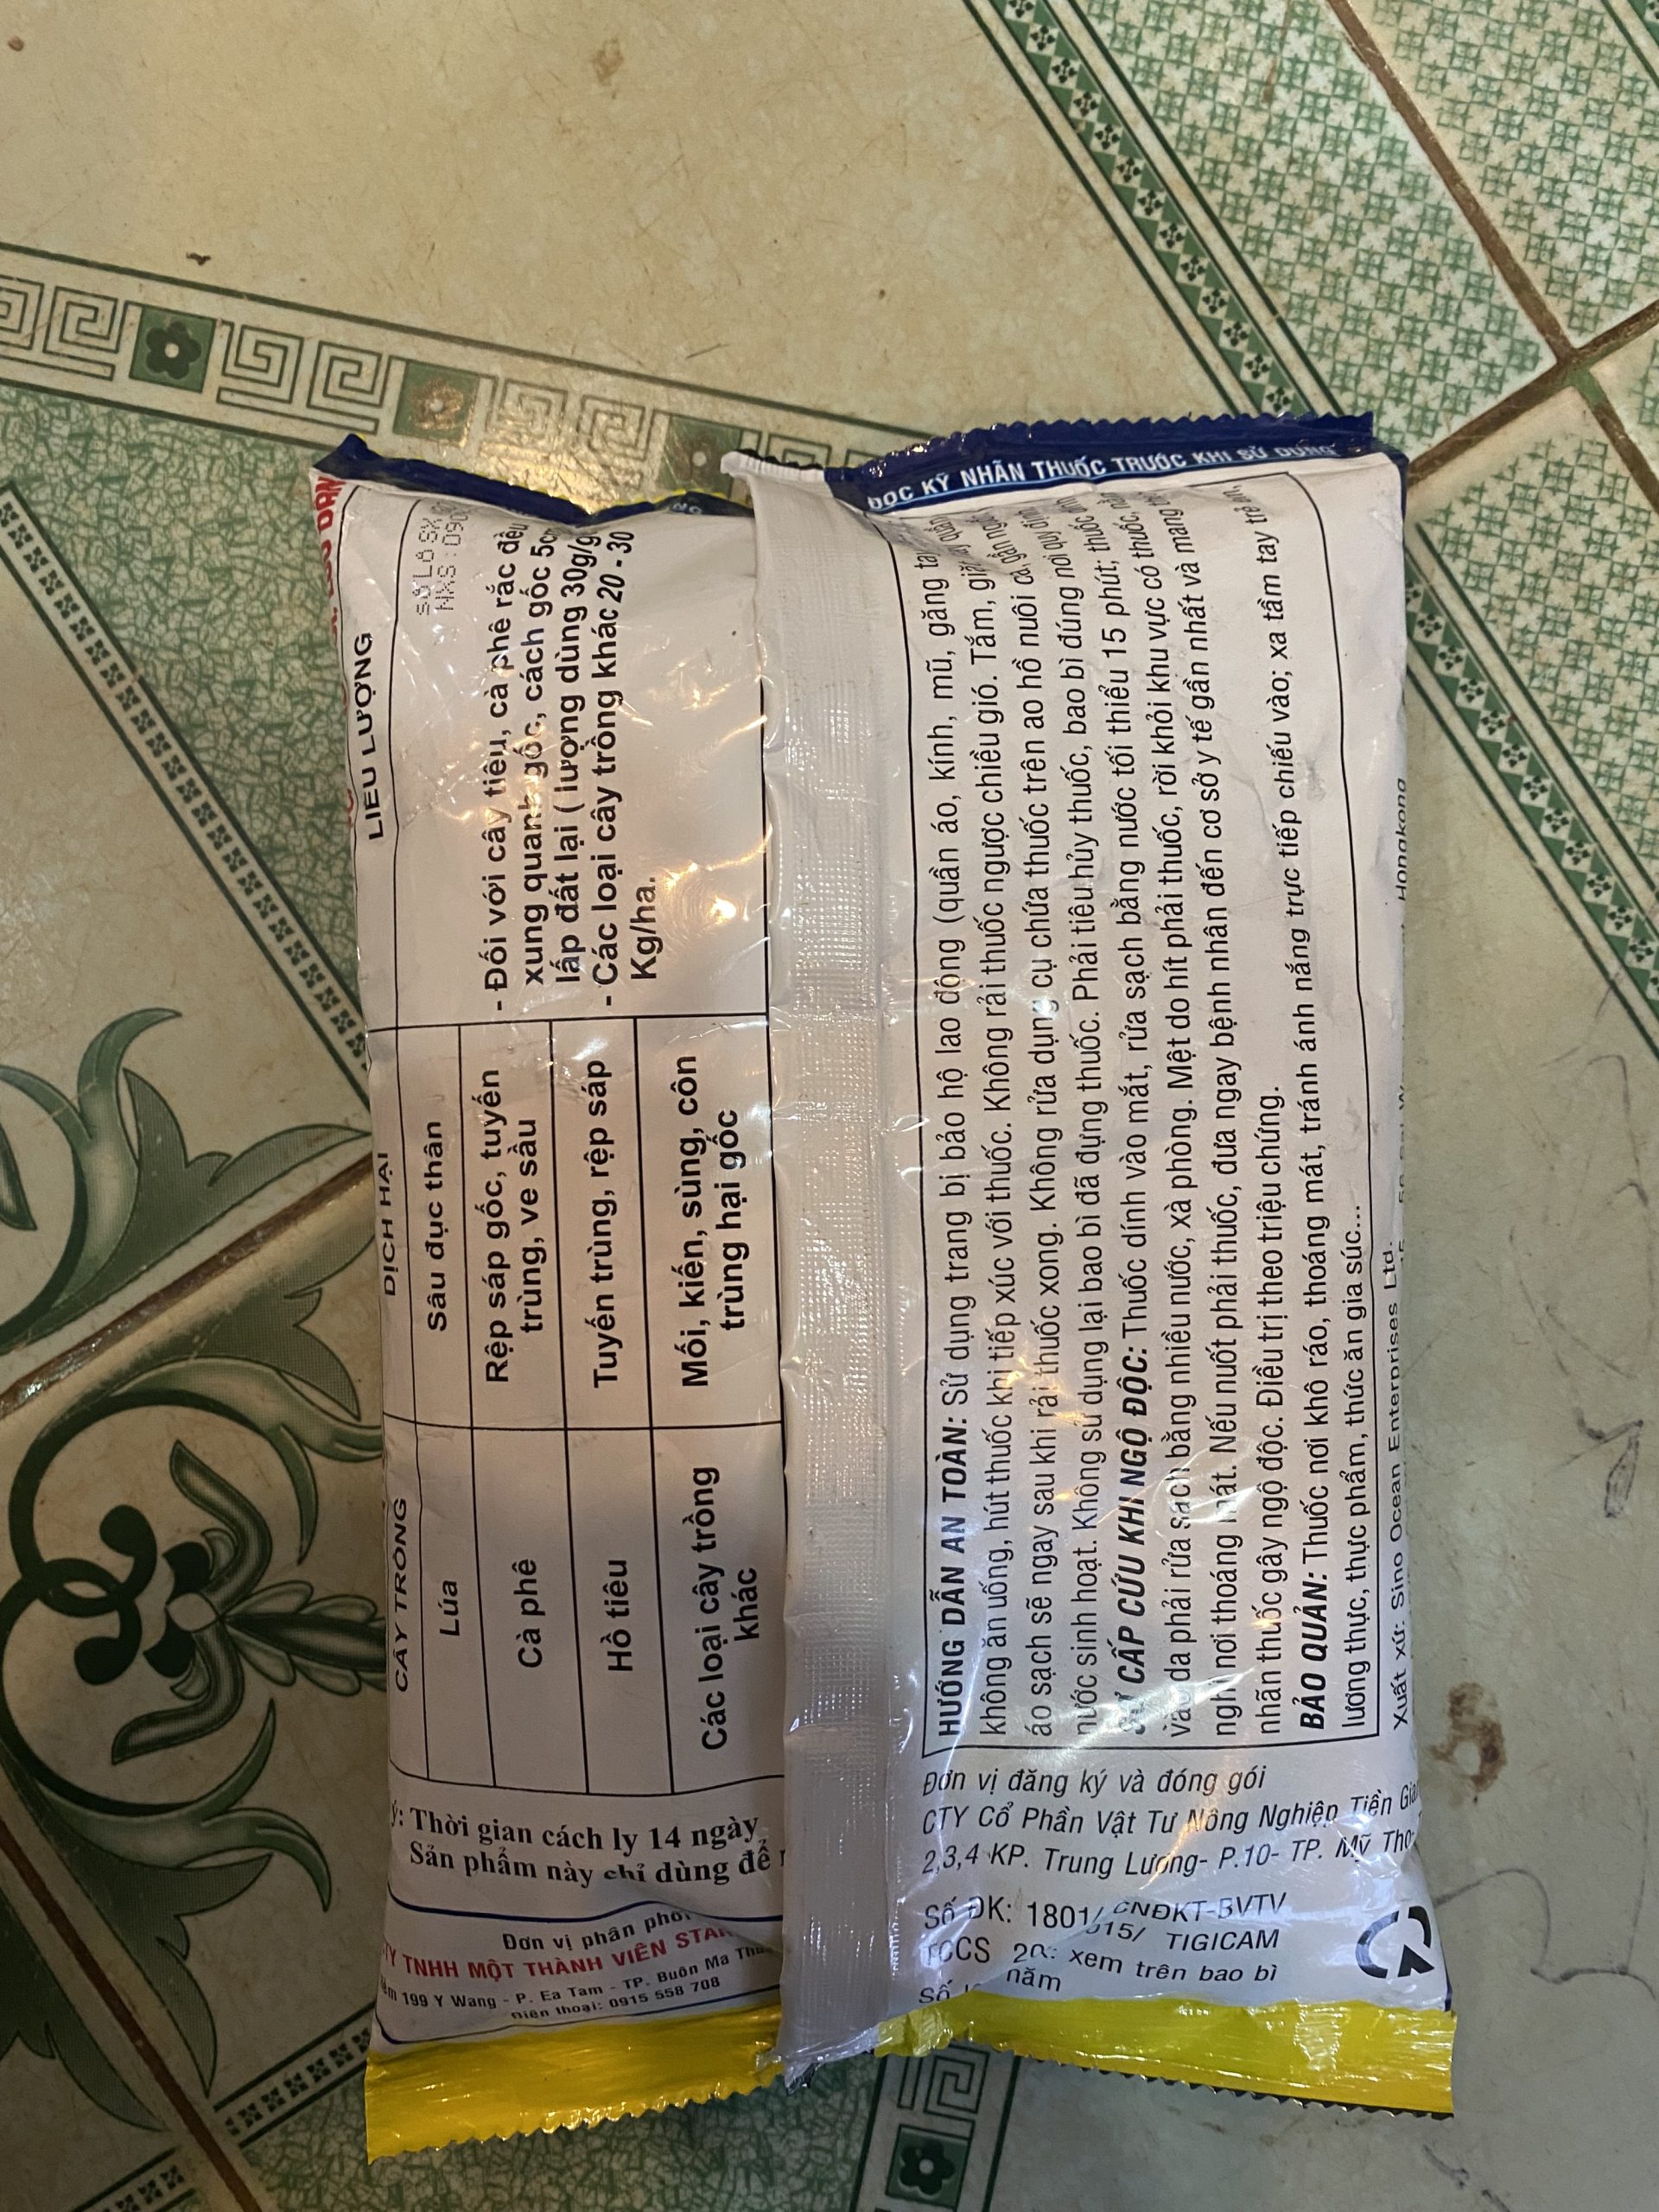 LIỀU LƯỢNG
CÂY TRỒNG DỊCH HẠI
Số Lô SX
NXS: 090
Lúa Sâu đục thân
Cà phê Rệp sáp gốc, tuyến trùng, ve sầu
Hồ tiêu Tuyến trùng, rệp sáp
Các loại cây trồng khác Mối, kiến, sùng, côn trùng hại gốc
- Đối với cây tiêu, cà phê rắc đều
xung quanh gốc, cách gốc 5cm
lấp đất lại ( lượng dùng 30g/g
- Các loại cây trồng khác 20 - 30
Kg/ha.
ý: Thời gian cách ly 14 ngày
Sản phẩm này chỉ dùng để
Đơn vị phân phối
TY TNHH MỘT THÀNH VIÊN STAR
199 Y Wang - P. Ea Tam - TP. Buôn Ma Thu
Điện thoại: 0915 558 708
ĐỌC KỸ NHÃN THUỐC TRƯỚC KHI SỬ DỤNG
HƯỚNG DẪN AN TOÀN: Sử dụng trang bị bảo hộ lao động (quần áo, kính, mũ, găng tay
không ăn uống, hút thuốc khi tiếp xúc với thuốc. Không rải thuốc ngược chiều gió. Tắm, giặt quần
áo sạch sẽ ngay sau khi rải thuốc xong. Không rửa dụng cụ chứa thuốc trên ao hồ nuôi cá, gần
nước sinh hoạt. Không sử dụng lại bao bì đã đựng thuốc. Phải tiêu hủy thuốc, bao bì đúng nơi quy định
SƠ CẤP CỨU KHI NGỘ ĐỘC: Thuốc dính vào mắt, rửa sạch bằng nước tối thiểu 15 phút; thuốc dính
vào da phải rửa sạch bằng nhiều nước, xà phòng. Mệt do hít phải thuốc, rời khỏi khu vực có thuốc,
nghỉ nơi thoáng mát. Nếu nuốt phải thuốc, đưa ngay bệnh nhân đến cơ sở y tế gần nhất và mang
nhãn thuốc gây ngộ độc. Điều trị theo triệu chứng.
BẢO QUẢN: Thuốc nơi khô ráo, thoáng mát, tránh ánh nắng trực tiếp chiếu vào; xa tầm tay trẻ em,
lương thực, thực phẩm, thức ăn gia súc...
Xuất xứ: Sino Ocean Enterprises Ltd.
Hongkong
Đơn vị đăng ký và đóng gói
CTY Cổ Phần Vật Tư Nông Nghiệp Tiền Gia
2,3,4 KP. Trung Lương- P.10- TP. Mỹ Tho-
Số ĐK: 1801/ CNĐKT-BVTV
TCCS 015/ TIGICAM
xem trên bao bì
năm